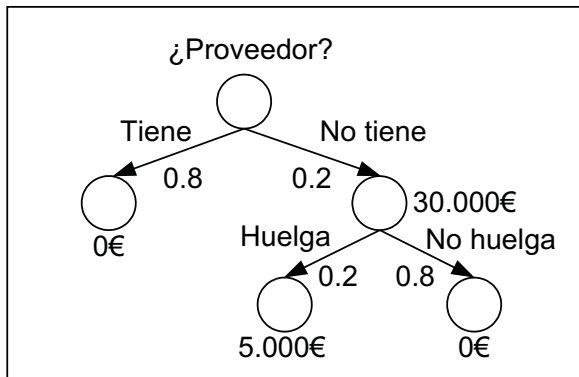 ¿Proveedor?
Tiene No tiene
0.8 0.2
30.000€
0€
Huelga No huelga
0.2 0.8
5.000€ 0€